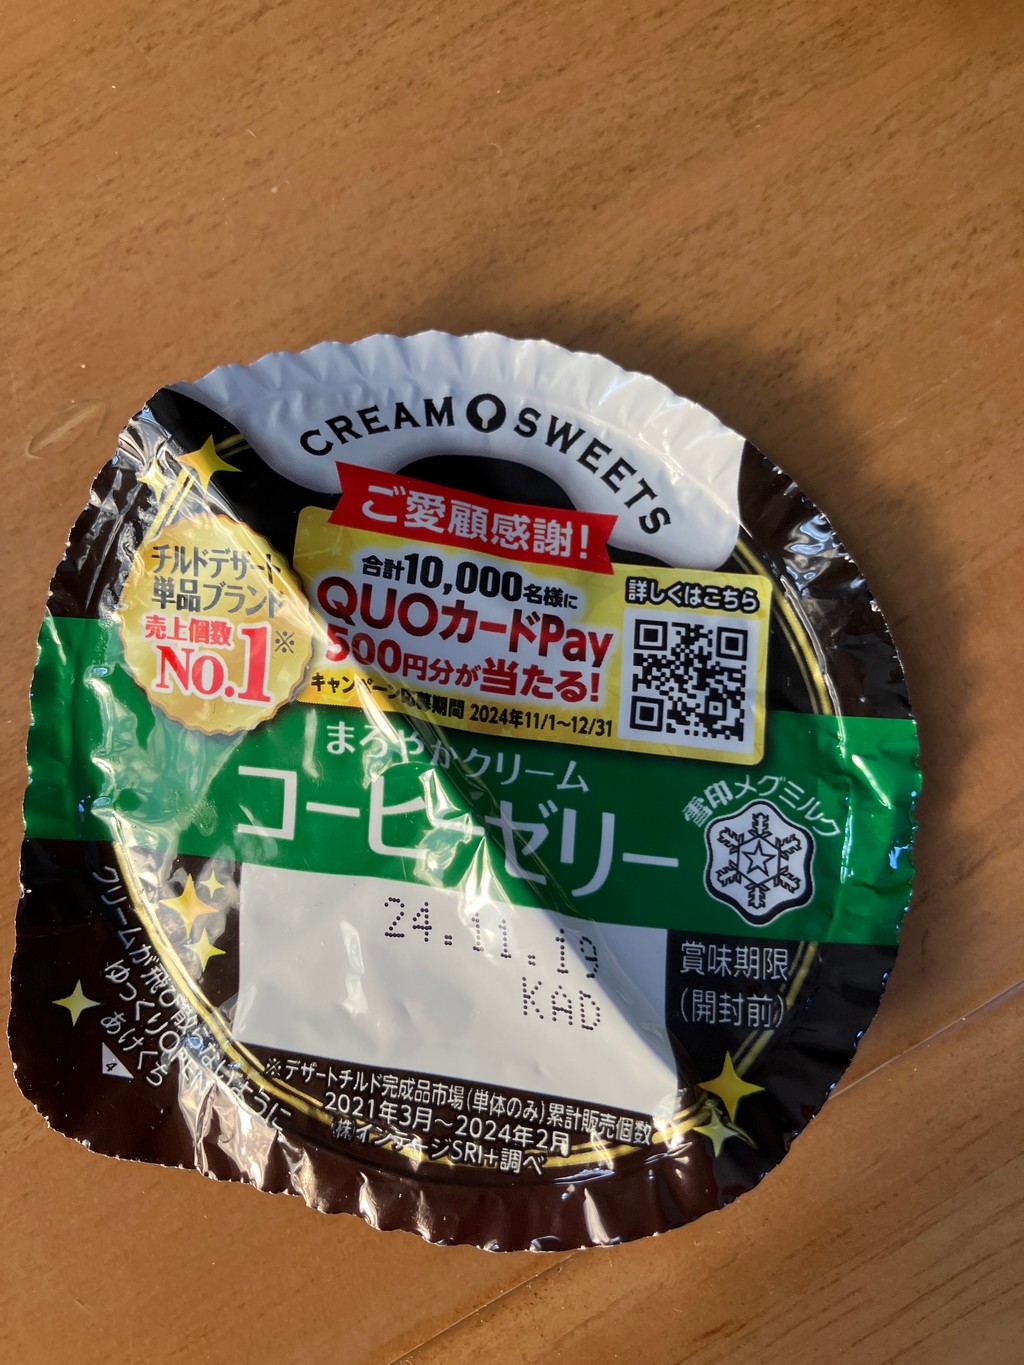 CREAM SWEETS
ご愛顧感謝!
合計10,000名様に
QUOカードPay
500円分が当たる!
キャンペーン応募期間 2024年11/1~12/31
詳しくはこちら
チルドデザート
単品ブランド
売上個数
No.1※
まろやかクリーム
コーヒーゼリー
雪印メグミルク
24.11.19
KAD
賞味期限
(開封前)
クリームが飛び散らないように
ゆっくりOPEN
あけくち
4
※デザートチルド完成品市場(単体のみ)累計販売個数
2021年3月~2024年2月
㈱インテージSRI+調べ